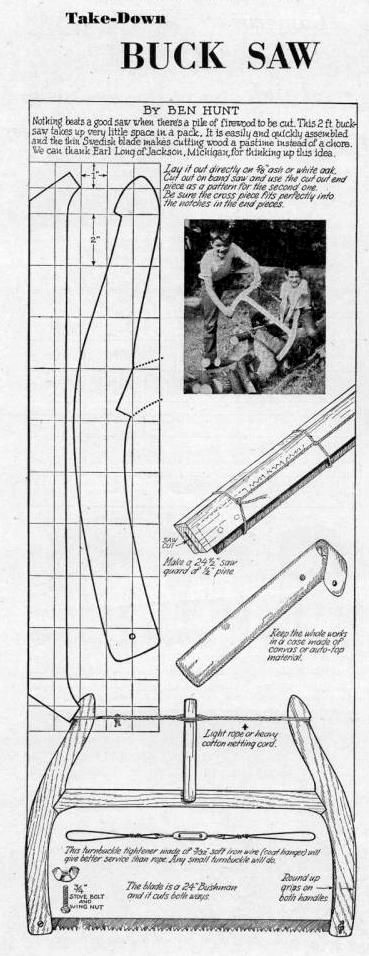 Take-Down
BUCK SAW
BY BEN HUNT
Nothing beats a good saw when there's a pile of firewood to be cut. This 2 ft. buck-
saw takes up very little space in a pack. It is easily and quickly assembled
and the thin Swedish blade makes cutting wood a pastime instead of a chore.
We can thank Earl Long of Jackson, Michigan, for thinking up this idea.
1"
2"
Lay it out directly on 5/8" ash or white oak.
Cut out on band saw and use the cut out end
piece as a pattern for the second one.
Be sure the cross piece fits perfectly into
the notches in the end pieces.
SAW
CUT
Make a 24 1/2" saw
guard of 1/2" pine
Keep the whole works
in a case made of
canvas or auto-top
material.
Light rope or heavy
cotton netting cord.
This turnbuckle tightener made of 3/32" soft iron wire (coat hanger) will
give better service than rope. Any small turnbuckle will do.
3/4"
STOVE BOLT
AND
WING NUT
The blade is a 24" Bushman
and it cuts both ways.
Round up
grips on
both handles